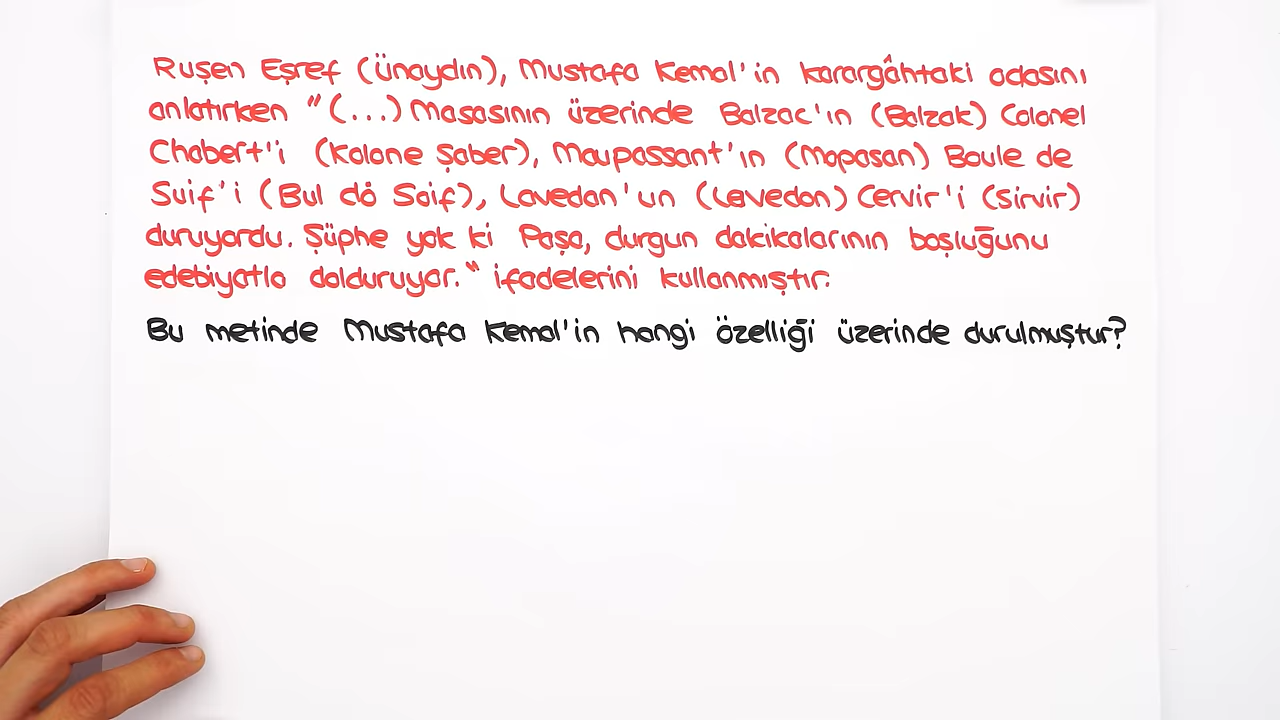 Ruşen Eşref (Ünaydın), Mustafa Kemal'in karargâhtaki odasını
anlatırken "(...) Masasının üzerinde Balzac'ın (Balzak) Colonel
Chabert'i (Kolone Şaber), Maupassant'ın (Mopasan) Boule de
Suif'i (Bul dö Suif), Lavedan'un (Lavedan) Cervir'i (Sirvir)
duruyordu. Şüphe yok ki Paşa, durgun dakikalarının boşluğunu
edebiyatla dolduruyor." ifadelerini kullanmıştır.
Bu metinde Mustafa Kemal'in hangi özelliği üzerinde durulmuştur?